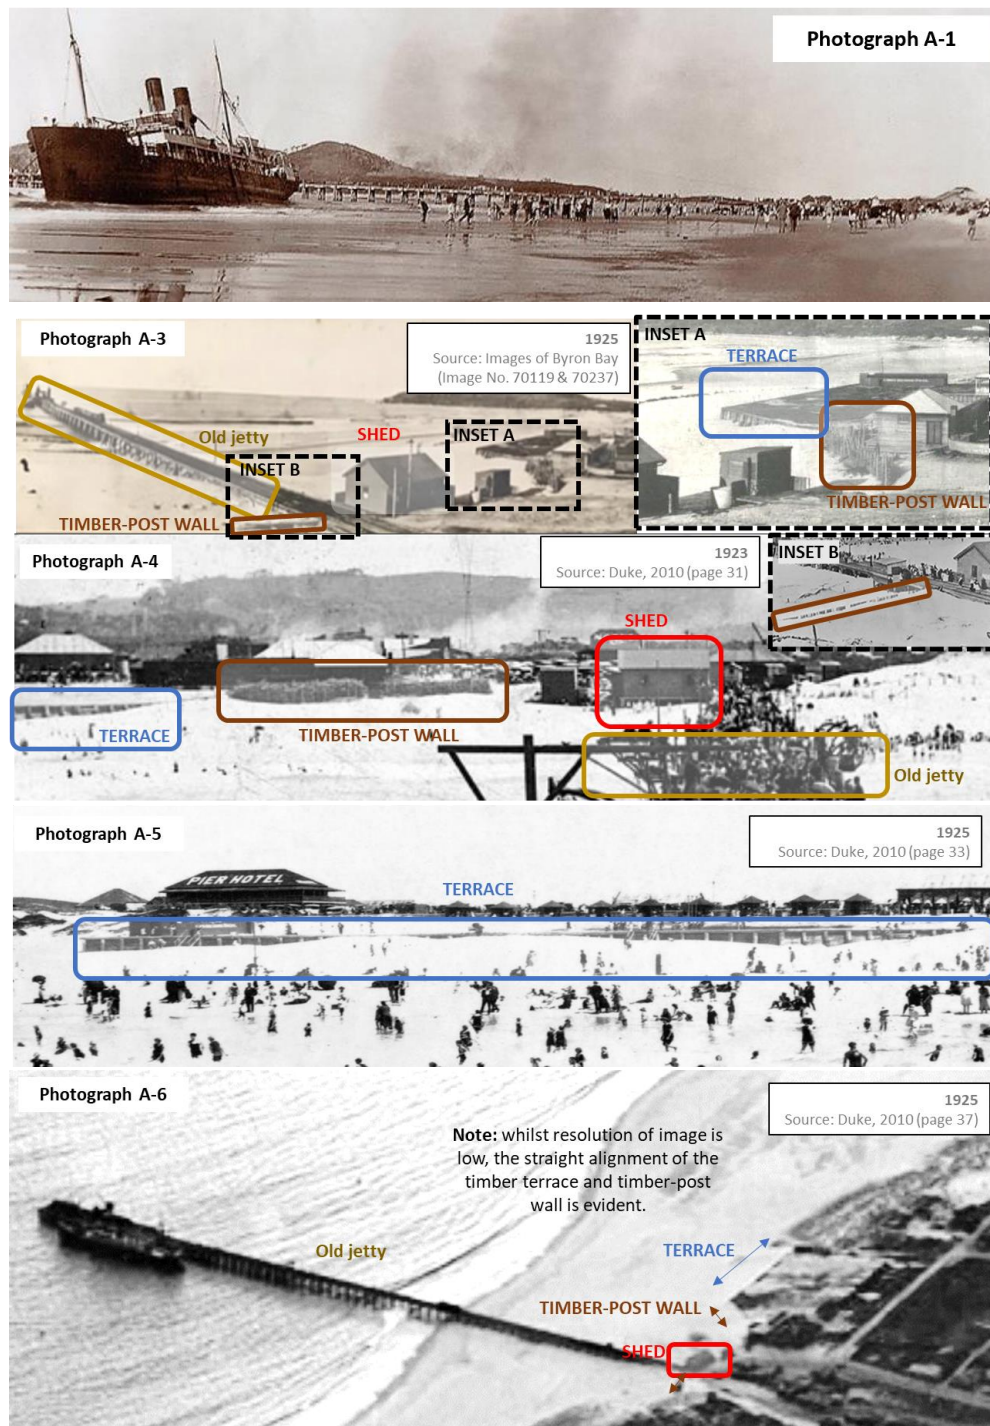 Photograph A-1
Photograph A-3
1925
Source: Images of Byron Bay
(Image No. 70119 & 70237)
INSET A
TERRACE
Old jetty
SHED
INSET A
INSET B
TIMBER-POST WALL
TIMBER-POST WALL
Photograph A-4
1923
Source: Duke, 2010 (page 31)
INSET B
SHED
TERRACE
TIMBER-POST WALL
Old jetty
Photograph A-5
1925
Source: Duke, 2010 (page 33)
PIER HOTEL
TERRACE
Photograph A-6
1925
Source: Duke, 2010 (page 37)
Note: whilst resolution of image is
low, the straight alignment of the
timber terrace and timber-post
wall is evident.
Old jetty
TERRACE
TIMBER-POST WALL
SHED